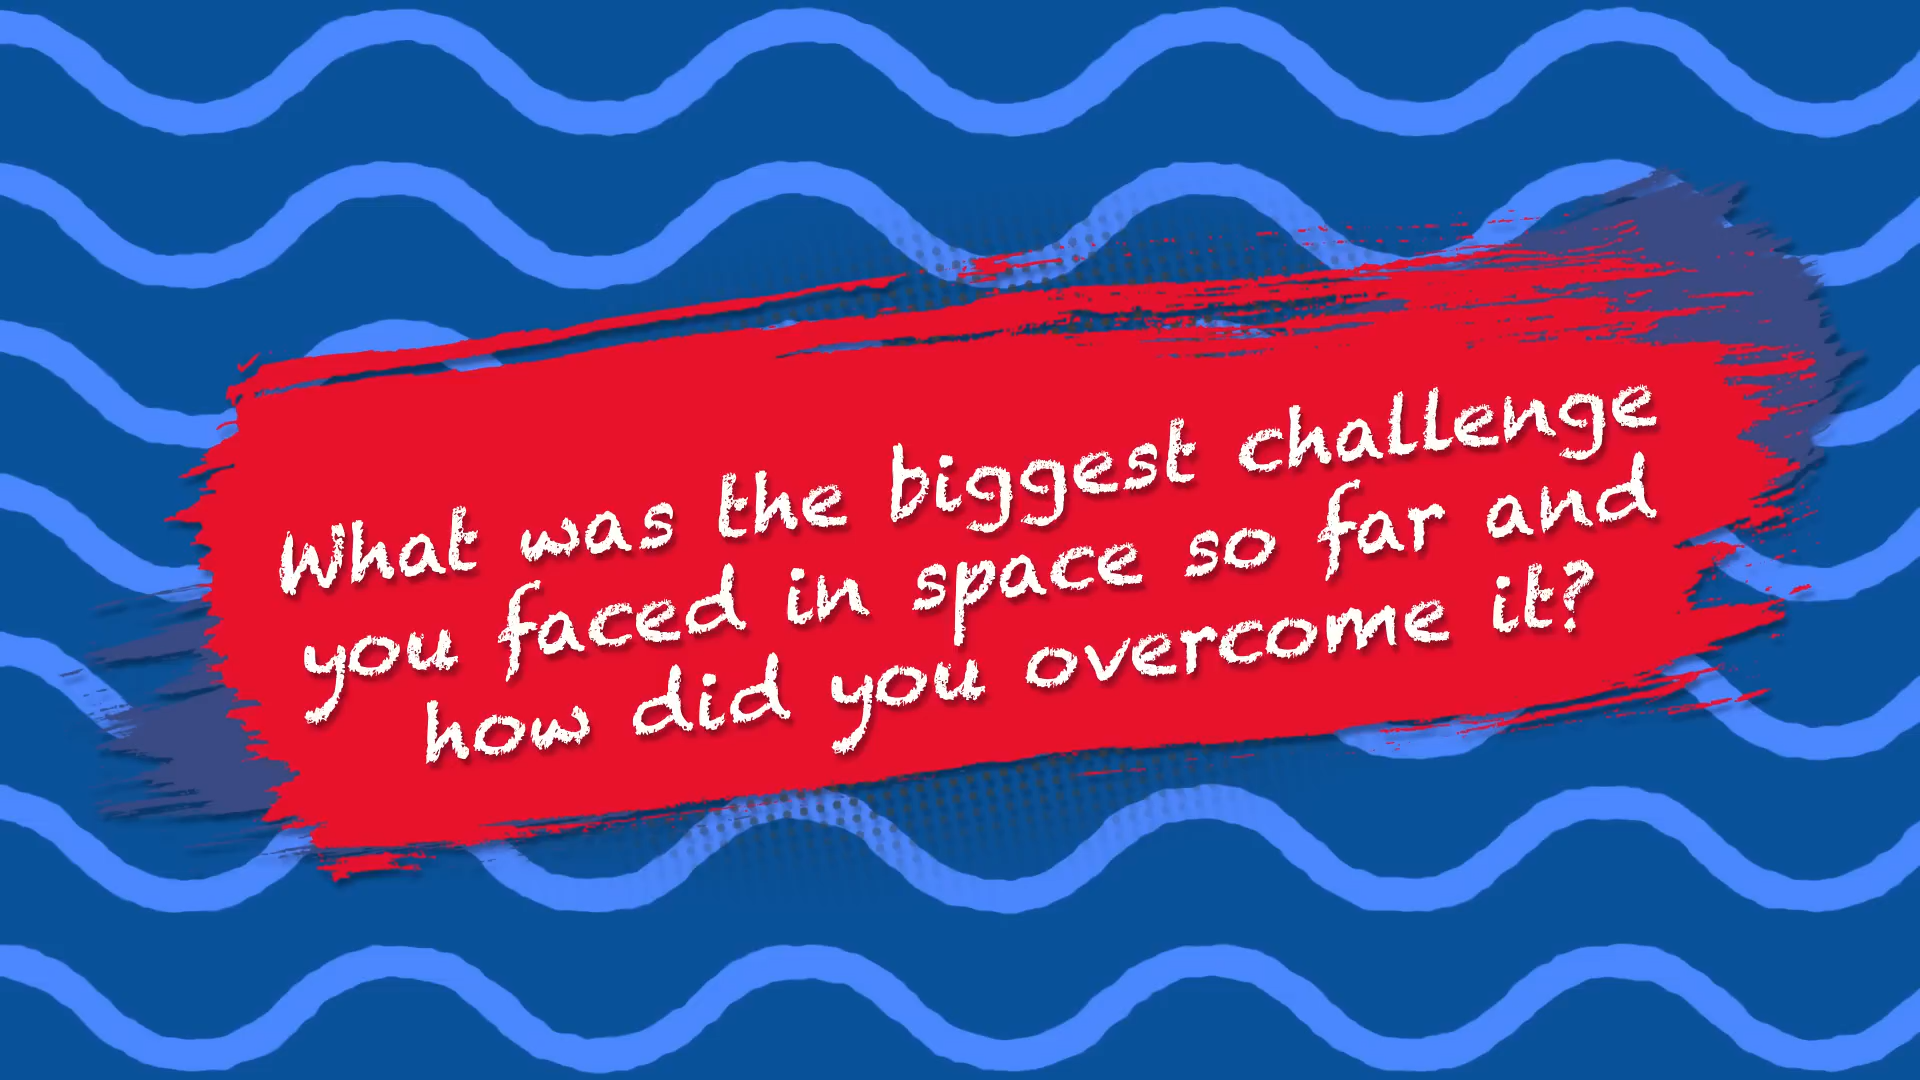 What was the biggest challenge
you faced in space so far and
how did you overcome it?